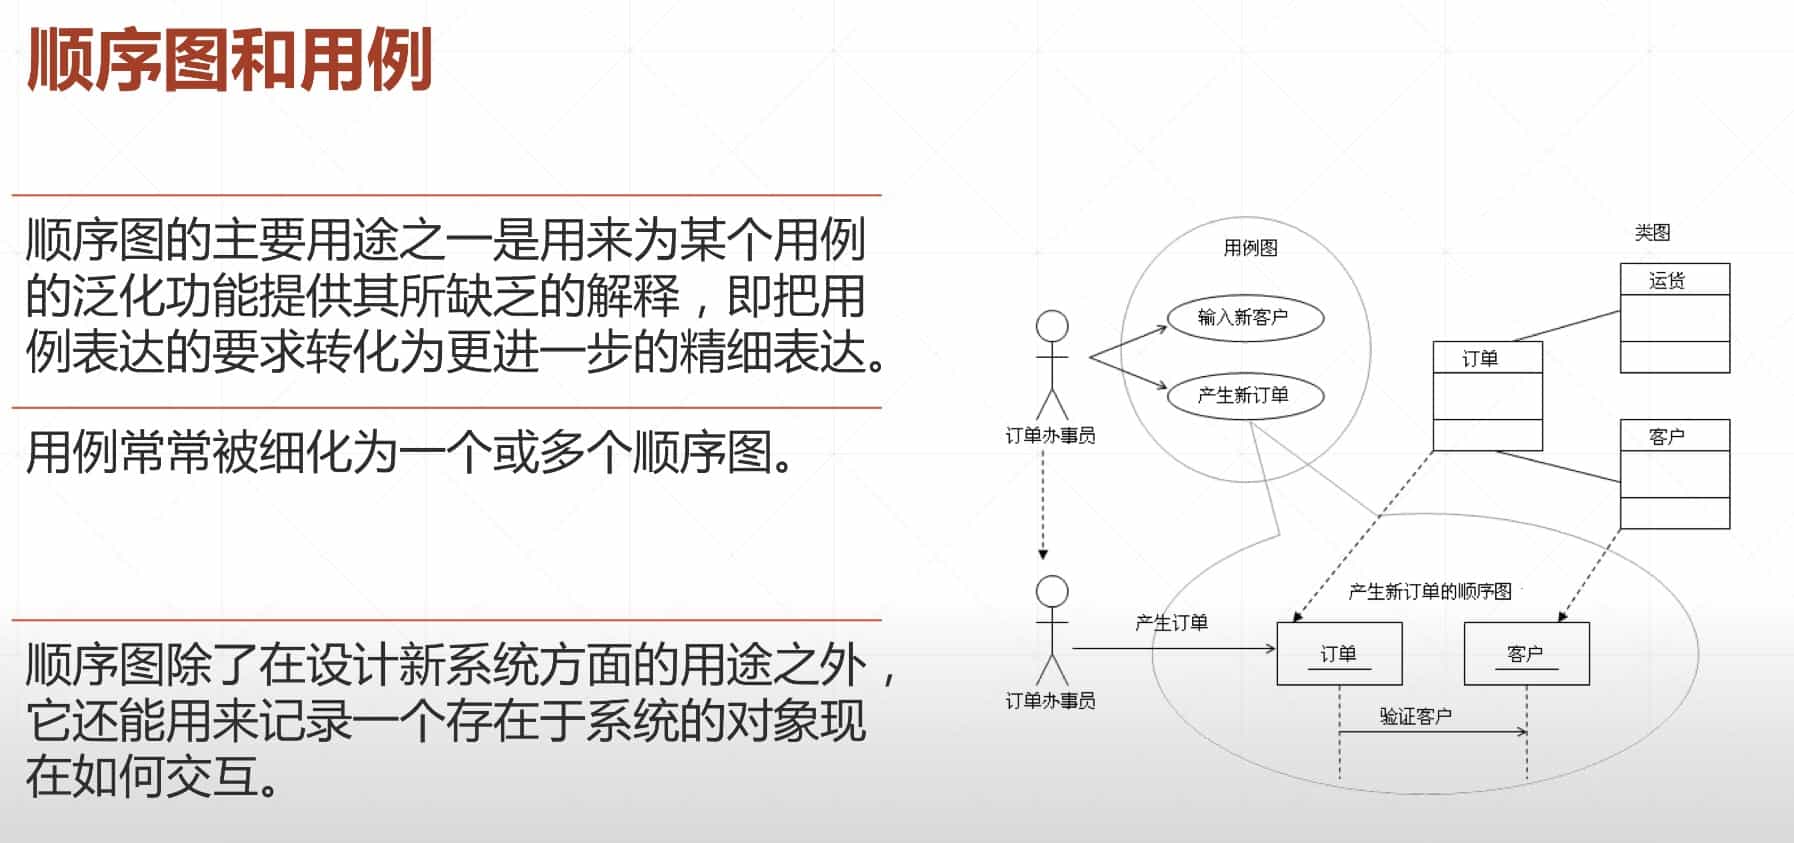 顺序图和用例
顺序图的主要用途之一是用来为某个用例
的泛化功能提供其所缺乏的解释，即把用
例表达的要求转化为更进一步的精细表达。
用例常常被细化为一个或多个顺序图。
顺序图除了在设计新系统方面的用途之外，
它还能用来记录一个存在于系统的对象现
在如何交互。
用例图
输入新客户
产生新订单
订单办事员
类图
运货
订单
客户
产生新订单的顺序图
产生订单
订单
客户
订单办事员
验证客户